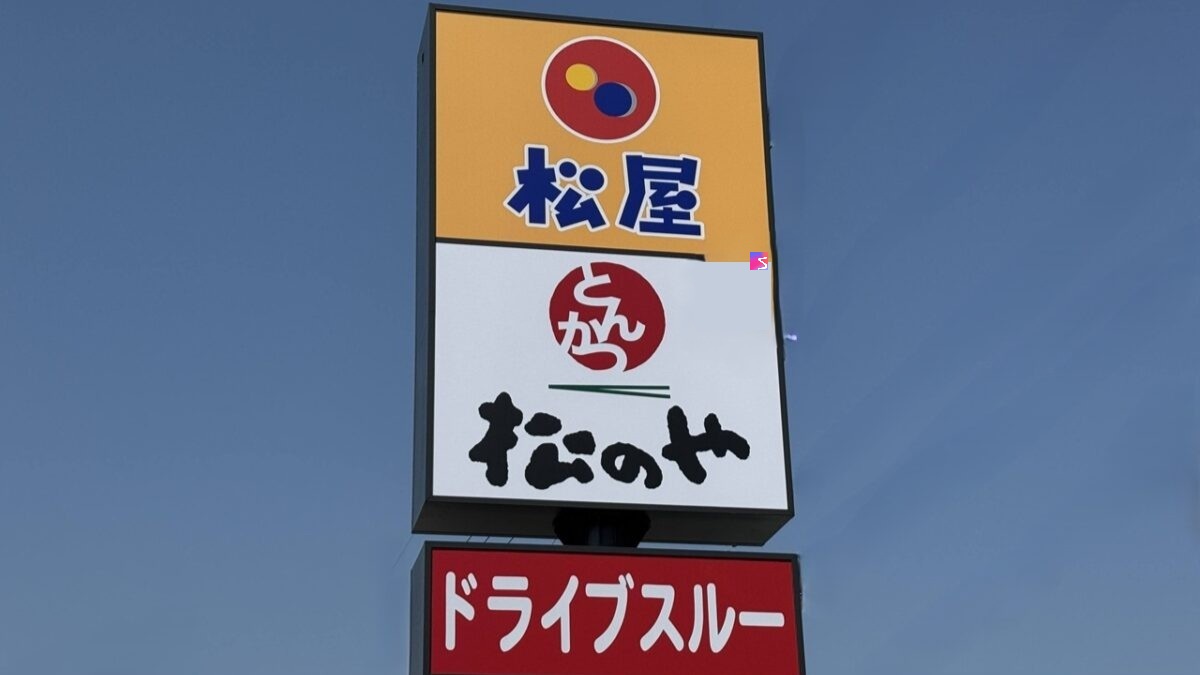 松屋
とんかつ
松のや
ドライブスルー